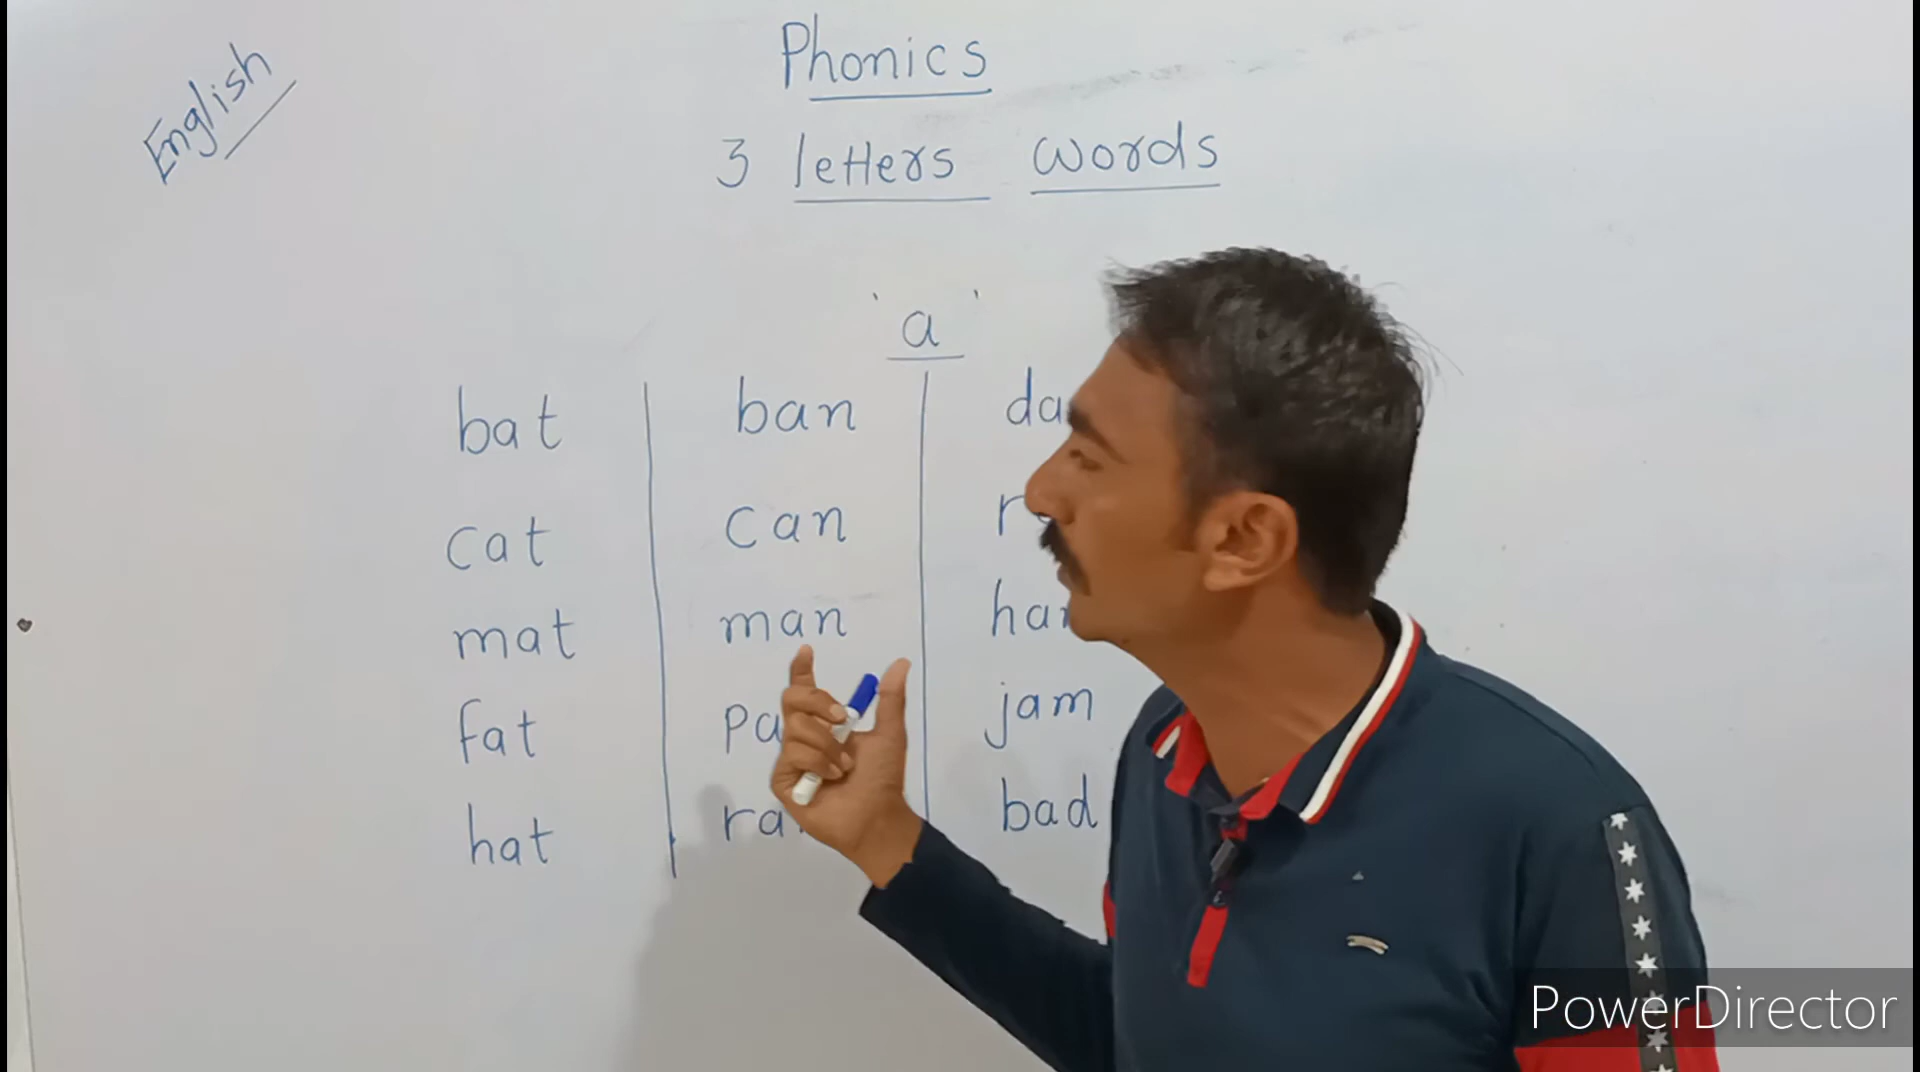 English
Phonics
3 letters words
'a'
bat ban
cat can
mat man
fat jam
hat bad
PowerDirector